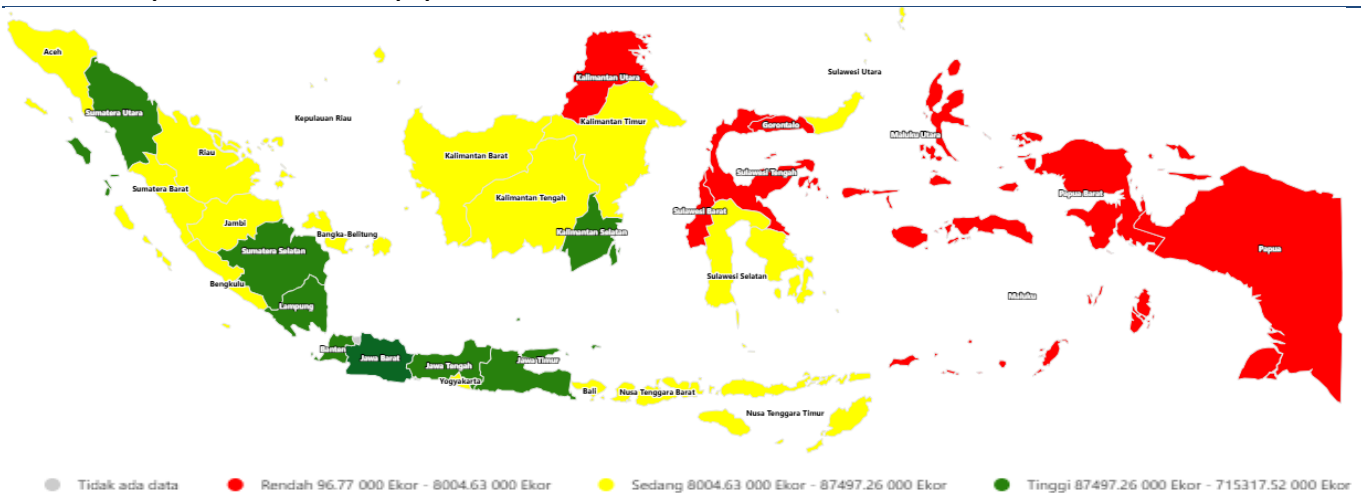 Aceh
Sumatera Utara
Kepulauan Riau
Riau
Sumatera Barat
Jambi
Bangka-Belitung
Sumatera Selatan
Bengkulu
Lampung
Banten
Jawa Barat
Jawa Tengah
Jawa Timur
Yogyakarta
Bali
Nusa Tenggara Barat
Nusa Tenggara Timur
Kalimantan Utara
Kalimantan Timur
Kalimantan Barat
Kalimantan Tengah
Kalimantan Selatan
Sulawesi Utara
Gorontalo
Sulawesi Tengah
Sulawesi Barat
Sulawesi Selatan
Maluku Utara
Maluku
Papua Barat
Papua
Tidak ada data
Rendah 96.77 000 Ekor - 8004.63 000 Ekor
Sedang 8004.63 000 Ekor - 87497.26 000 Ekor
Tinggi 87497.26 000 Ekor - 715317.52 000 Ekor